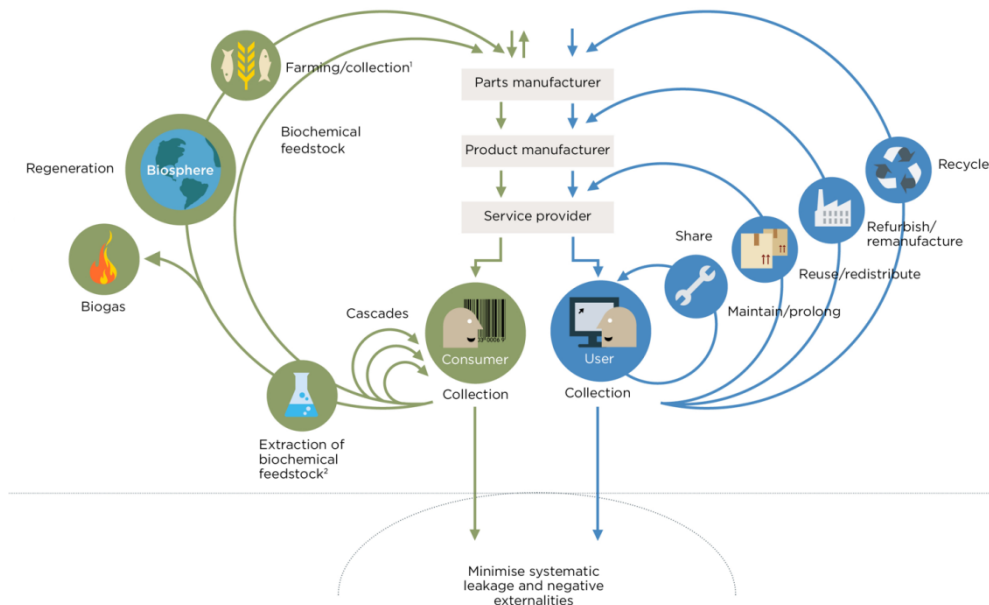 Farming/collection¹
Parts manufacturer
Biochemical
feedstock
Product manufacturer
Regeneration
Biosphere
Recycle
Service provider
Share
Refurbish/
remanufacture
Reuse/redistribute
Biogas
Maintain/prolong
Cascades
Consumer
User
Collection
Collection
Extraction of
biochemical
feedstock²
Minimise systematic
leakage and negative
externalities